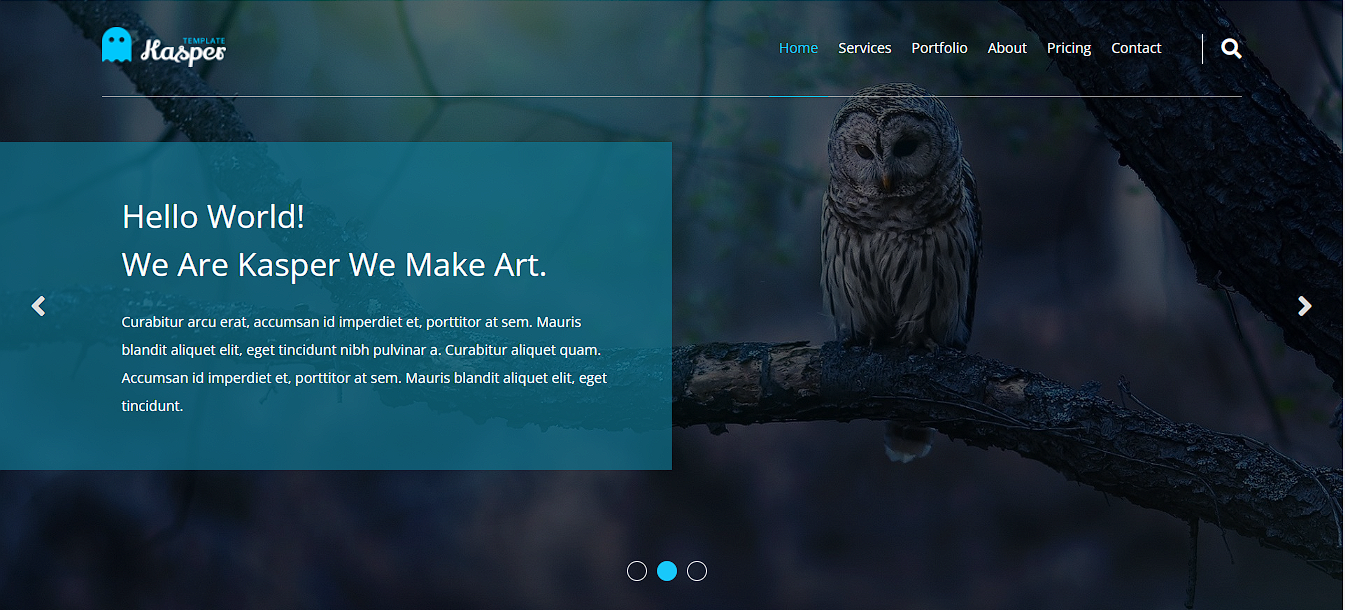 TEMPLATE
Kasper
Home Services Portfolio About Pricing Contact
Hello World!
We Are Kasper We Make Art.
Curabitur arcu erat, accumsan id imperdiet et, porttitor at sem. Mauris
blandit aliquet elit, eget tincidunt nibh pulvinar a. Curabitur aliquet quam.
Accumsan id imperdiet et, porttitor at sem. Mauris blandit aliquet elit, eget
tincidunt.